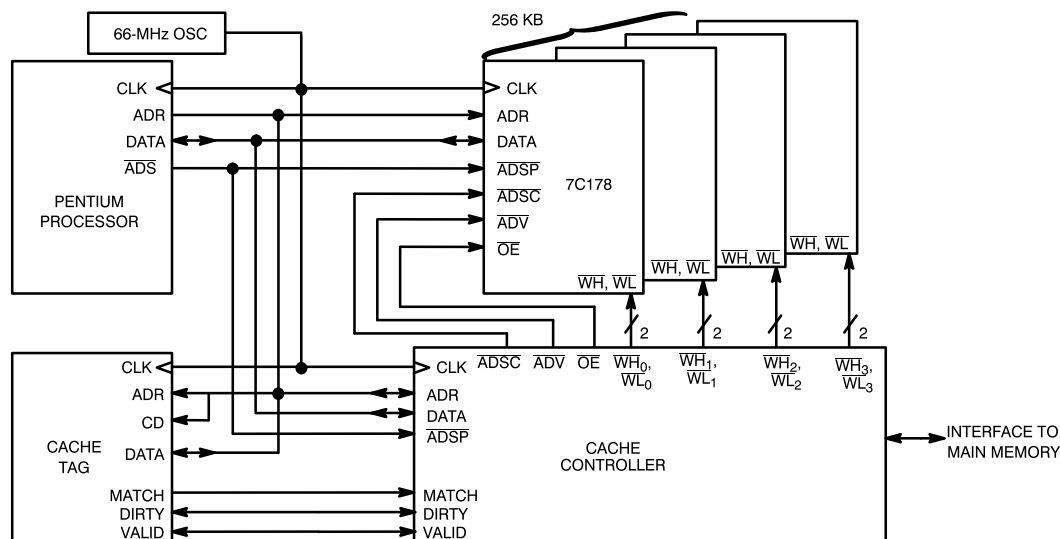 256 KB
66-MHz OSC
CLK
ADR
DATA
ADS
PENTIUM
PROCESSOR
CLK
ADR
DATA
ADSP
7C178
ADSC
ADV
OE
WH, WL
WH, WL
WH, WL
WH, WL
2
2
2
2
CLK
ADR
CD
CACHE
TAG
DATA
MATCH
DIRTY
VALID
ADSC
ADV
OE
WH0,
WL0
WH1,
WL1
WH2,
WL2
WH3,
WL3
CLK
ADR
DATA
ADSP
CACHE
CONTROLLER
MATCH
DIRTY
VALID
INTERFACE TO
MAIN MEMORY